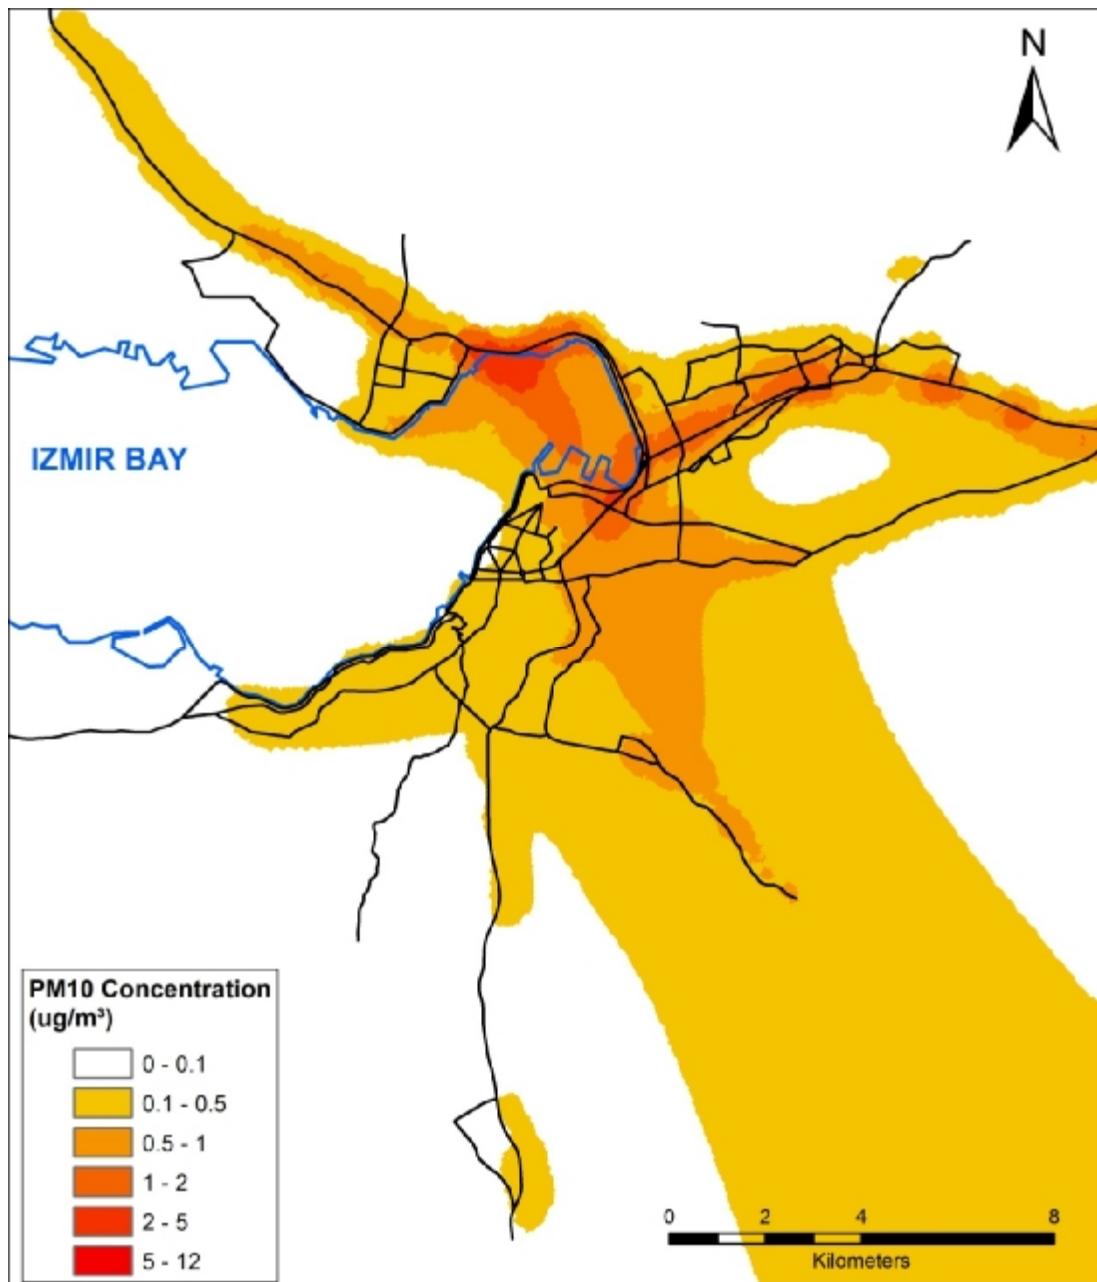 N
IZMIR BAY
PM10 Concentration
(ug/m³)
0 - 0.1
0.1 - 0.5
0.5 - 1
1 - 2
2 - 5
5 - 12
0 2 4 8
Kilometers